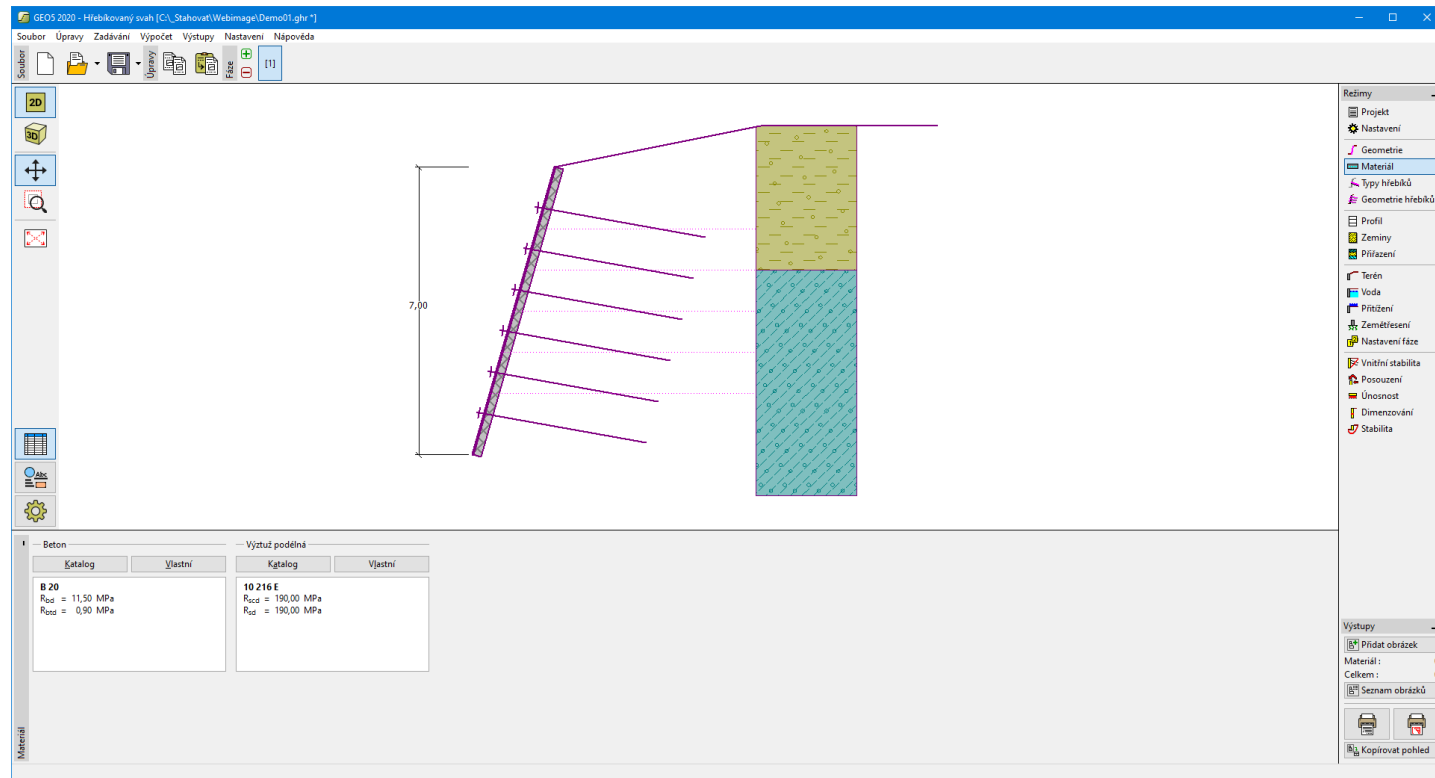 GEO5 2020 - Hřebíkovaný svah [C:\_Stahovat\Webimage\Demo01.ghr *]
Soubor Úpravy Zadávání Výpočet Výstupy Nastavení Nápověda
Soubor
Úpravy
Fáze
[1]
2D
3D
Abc
7,00
Režimy
Projekt
Nastavení
Geometrie
Materiál
Typy hřebíků
Geometrie hřebíků
Profil
Zeminy
Přiřazení
Terén
Voda
Přitížení
Zemětřesení
Nastavení fáze
Vnitřní stabilita
Posouzení
Únosnost
Dimenzování
Stabilita
Výstupy
Přidat obrázek
Materiál :
Celkem :
Seznam obrázků
Kopírovat pohled
Materiál
Beton
Katalog Vlastní
B 20
Rbd = 11,50 MPa
Rbtd = 0,90 MPa
Výztuž podélná
Katalog Vlastní
10 216 E
Rscd = 190,00 MPa
Rsd = 190,00 MPa